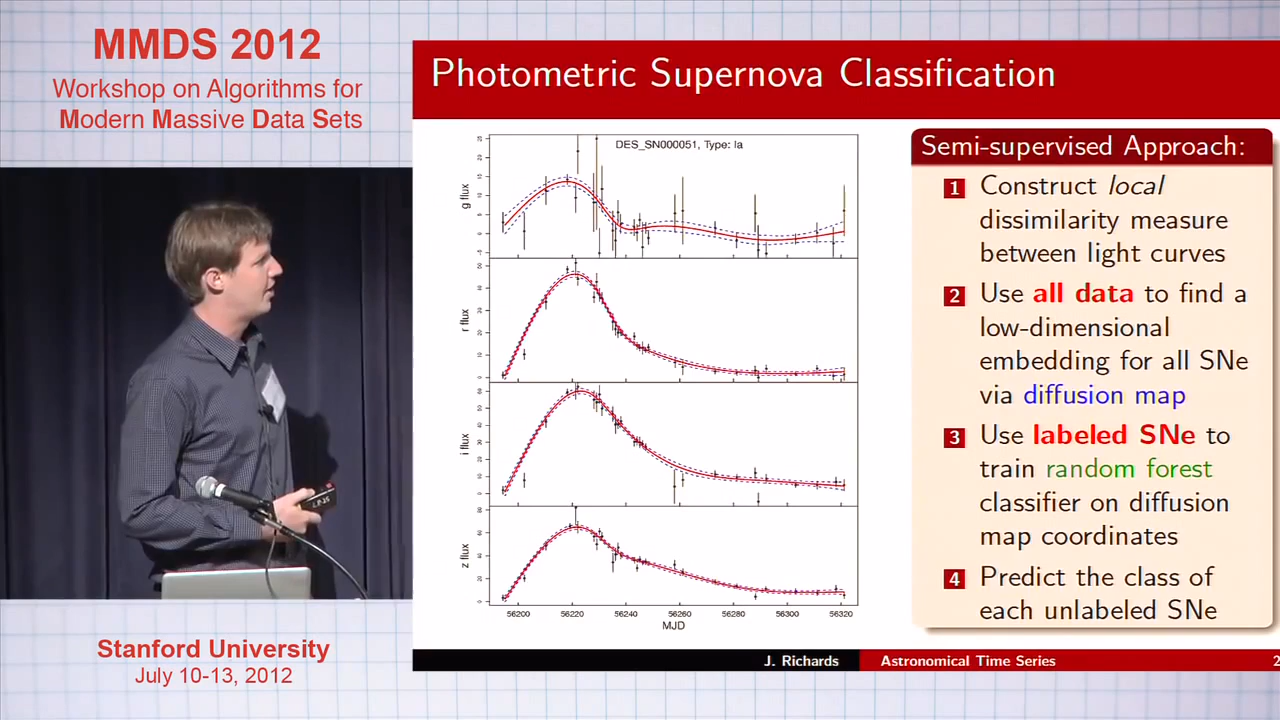 MMDS 2012
Workshop on Algorithms for
Modern Massive Data Sets
Photometric Supernova Classification
DES_SN000051, Type: Ia
g flux
r flux
i flux
z flux
56200 56220 56240 56260 56280 56300 56320
MJD
Semi-supervised Approach:
1 Construct local
dissimilarity measure
between light curves
2 Use all data to find a
low-dimensional
embedding for all SNe
via diffusion map
3 Use labeled SNe to
train random forest
classifier on diffusion
map coordinates
4 Predict the class of
each unlabeled SNe
J. Richards
Astronomical Time Series
Stanford University
July 10-13, 2012